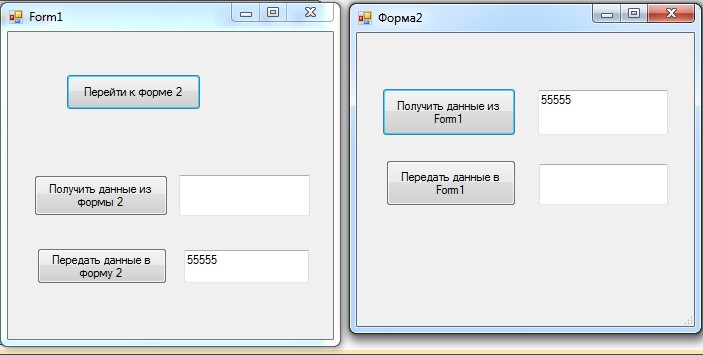 Form1
Перейти к форме 2
Получить данные из
формы 2
Передать данные в
форму 2
55555
Форма2
Получить данные из
Form1
55555
Передать данные в
Form1